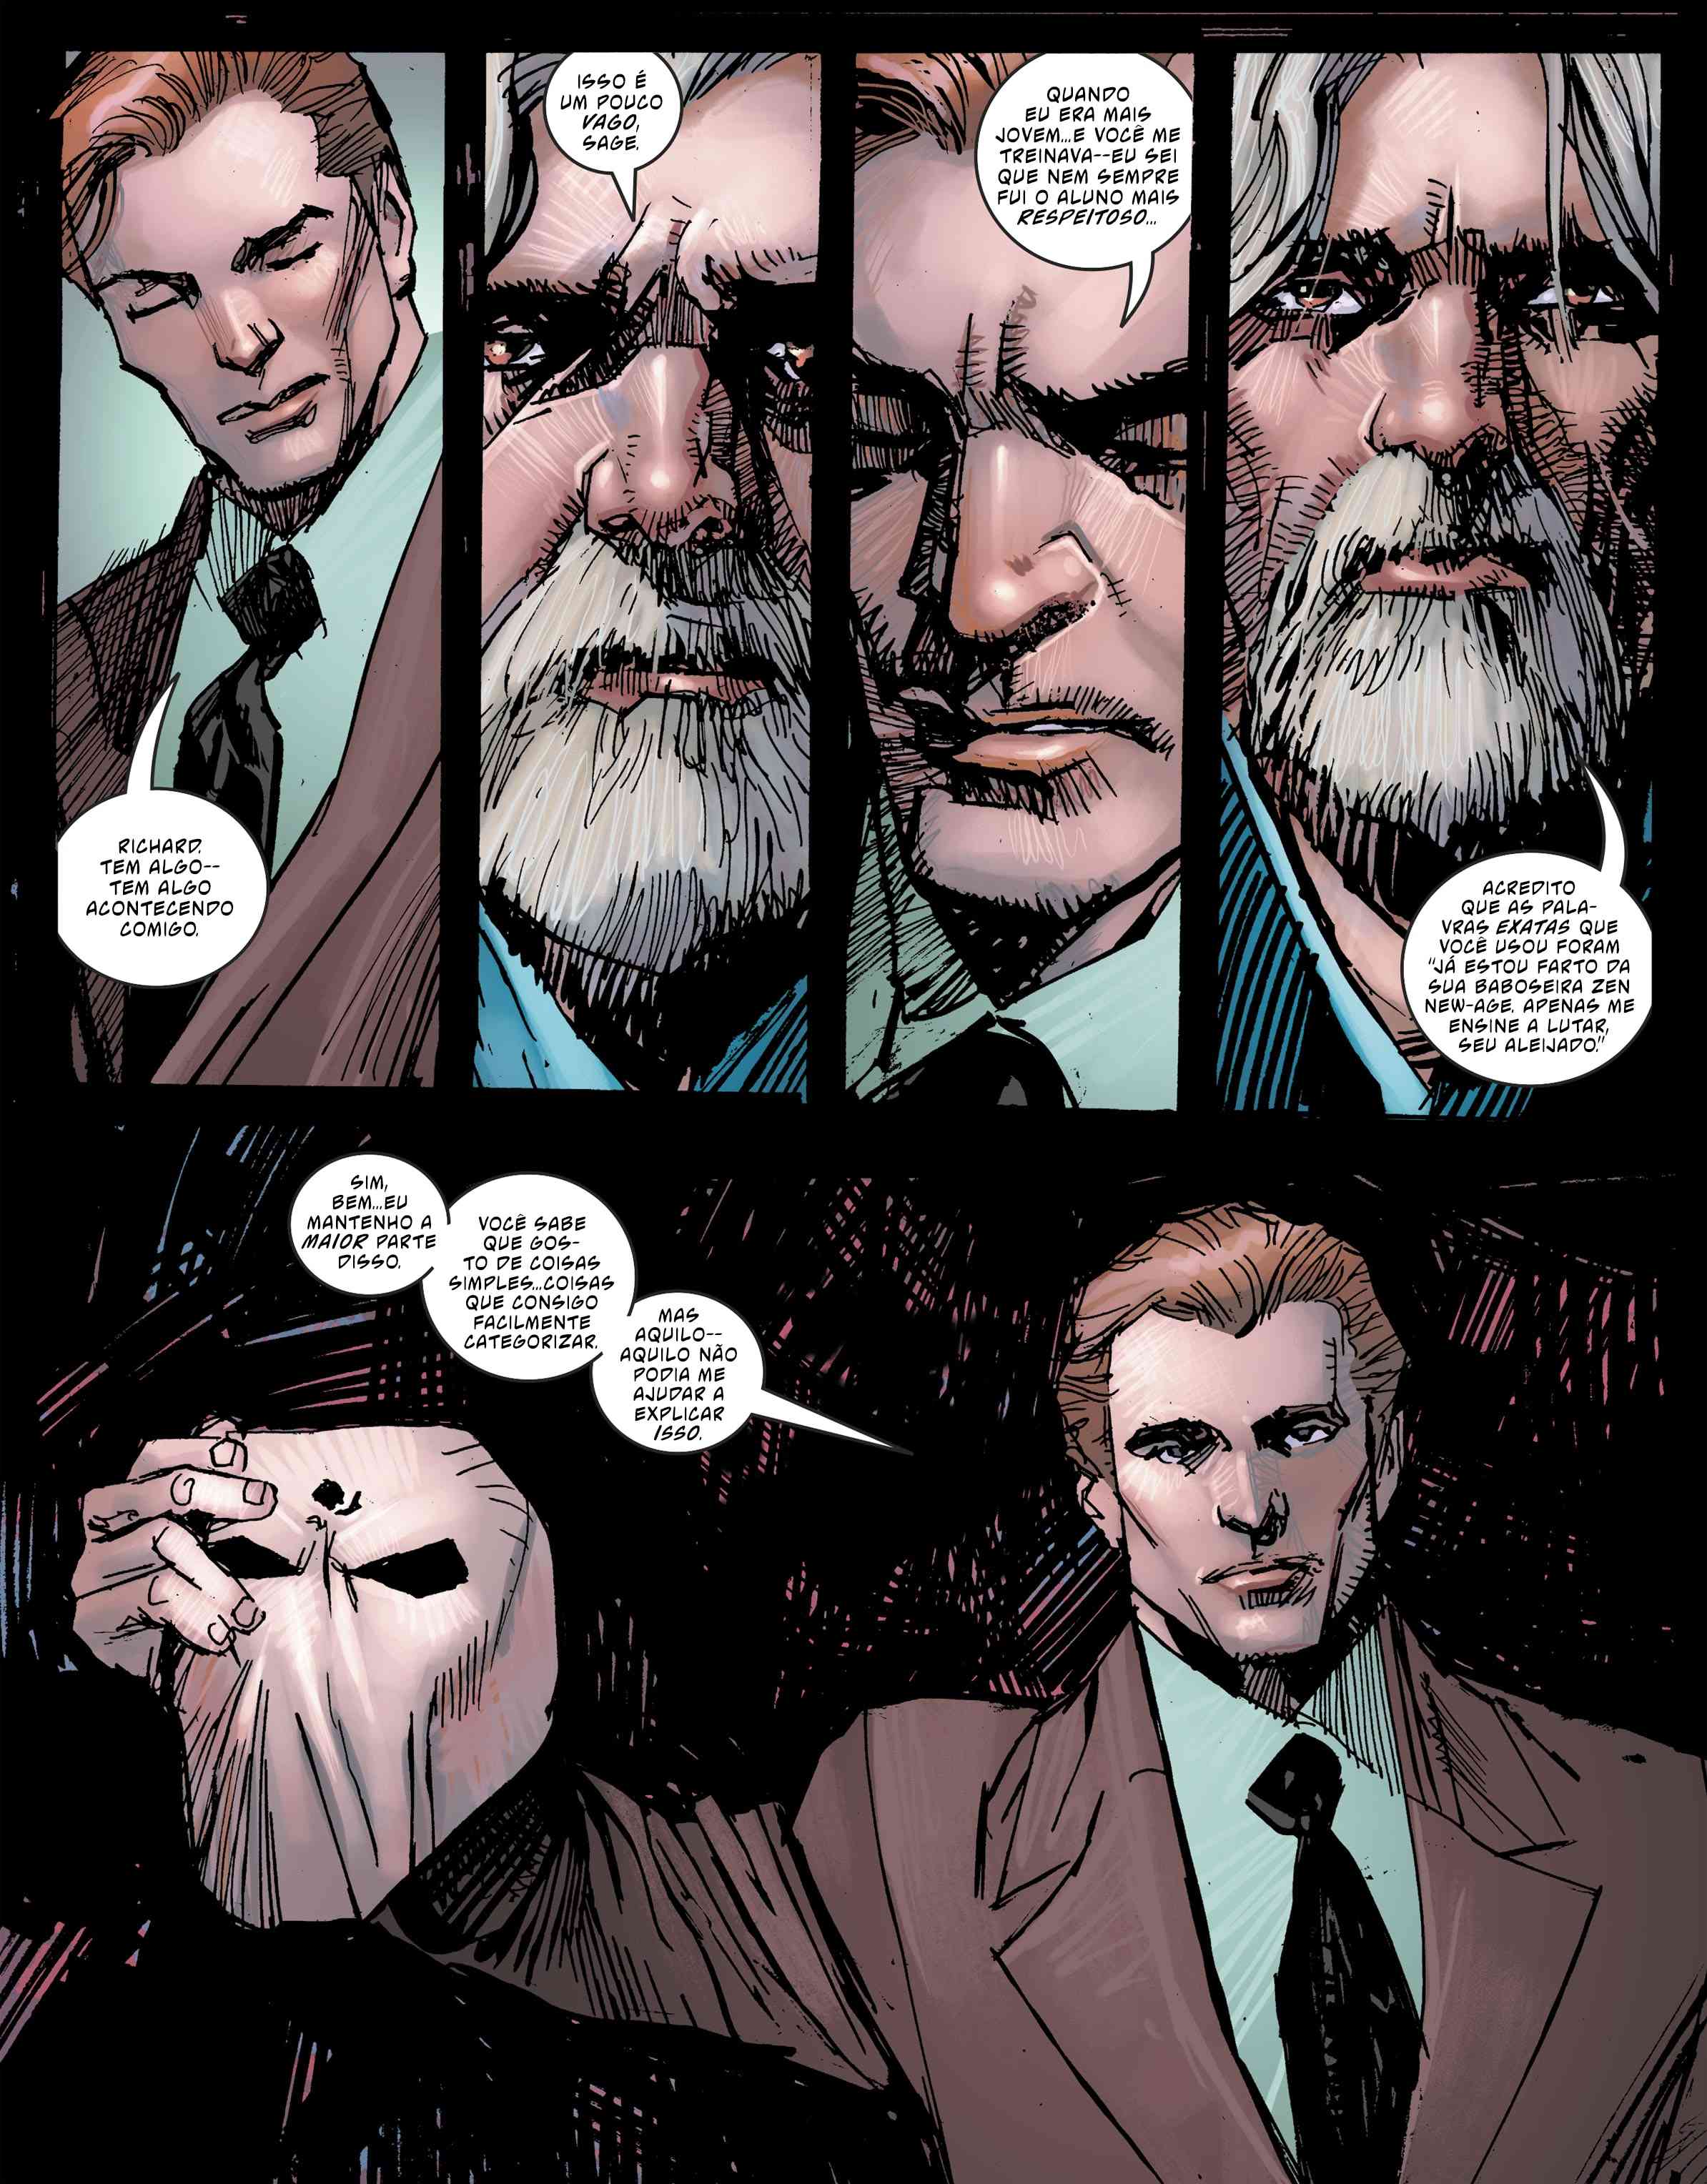 RICHARD.
TEM ALGO--
TEM ALGO
ACONTECENDO
COMIGO.
ISSO É
UM POUCO
VAGO,
SAGE.
QUANDO
EU ERA MAIS
JOVEM...E VOCÊ ME
TREINAVA--EU SEI
QUE NEM SEMPRE
FUI O ALUNO MAIS
RESPEITOSO...
ACREDITO
QUE AS PALA-
VRAS EXATAS QUE
VOCÊ USOU FORAM
"JÁ ESTOU FARTO DA
SUA BABOSEIRA ZEN
NEW-AGE. APENAS ME
ENSINE A LUTAR,
SEU ALEIJADO."
SIM,
BEM...EU
MANTENHO A
MAIOR PARTE
DISSO.
VOCÊ SABE
QUE GOS-
TO DE COISAS
SIMPLES...COISAS
QUE CONSIGO
FACILMENTE
CATEGORIZAR.
MAS
AQUILO--
AQUILO NÃO
PODIA ME
AJUDAR A
EXPLICAR
ISSO.